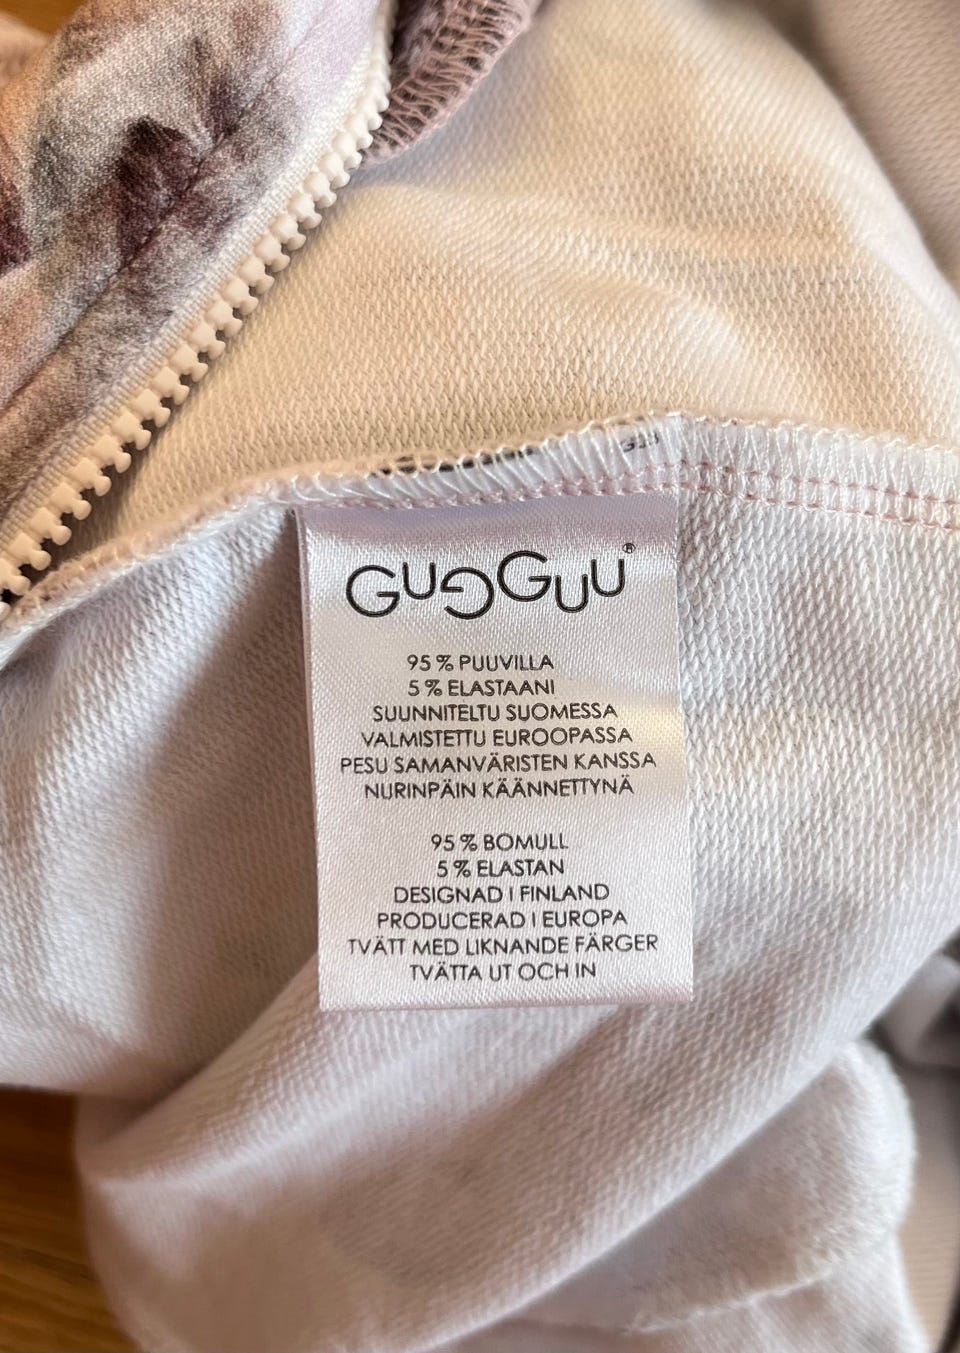 GUGGUU®
95 % PUUVILLA
5 % ELASTAANI
SUUNNITELTU SUOMESSA
VALMISTETTU EUROOPASSA
PESU SAMANVÄRISTEN KANSSA
NURINPÄIN KÄÄNNETTYNÄ
95 % BOMULL
5 % ELASTAN
DESIGNAD I FINLAND
PRODUCERAD I EUROPA
TVÄTT MED LIKNANDE FÄRGER
TVÄTTA UT OCH IN